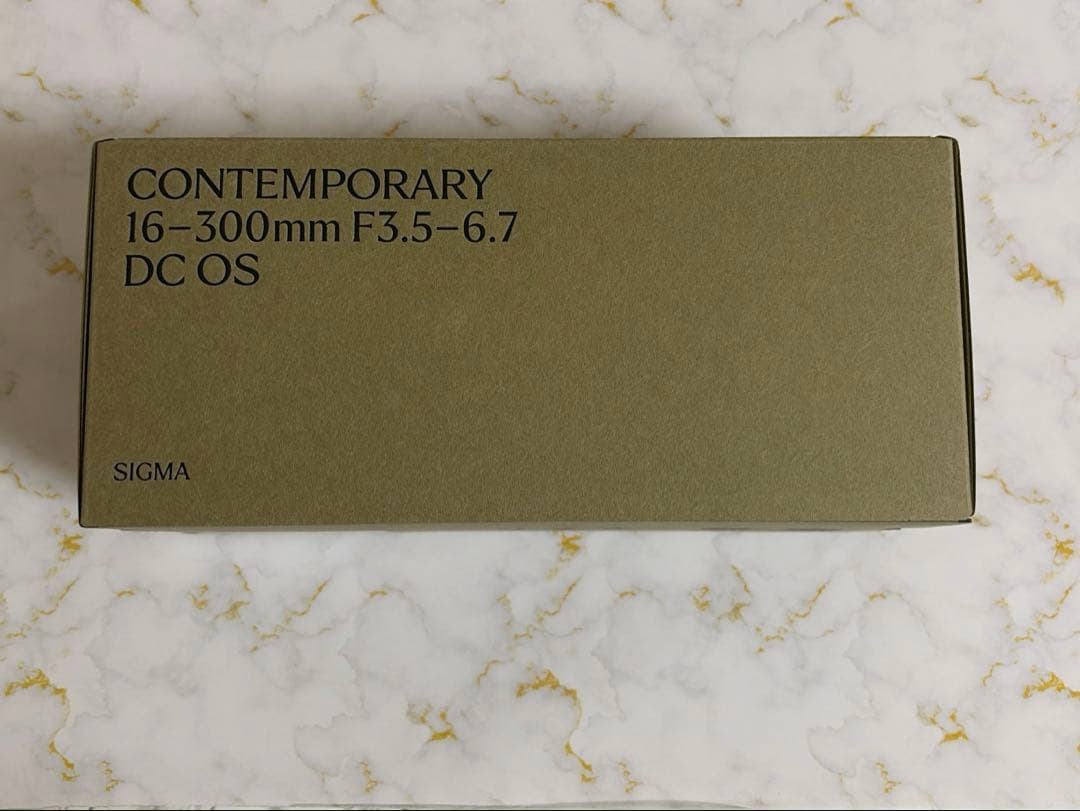 CONTEMPORARY
16–300mm F3.5–6.7
DC OS
SIGMA